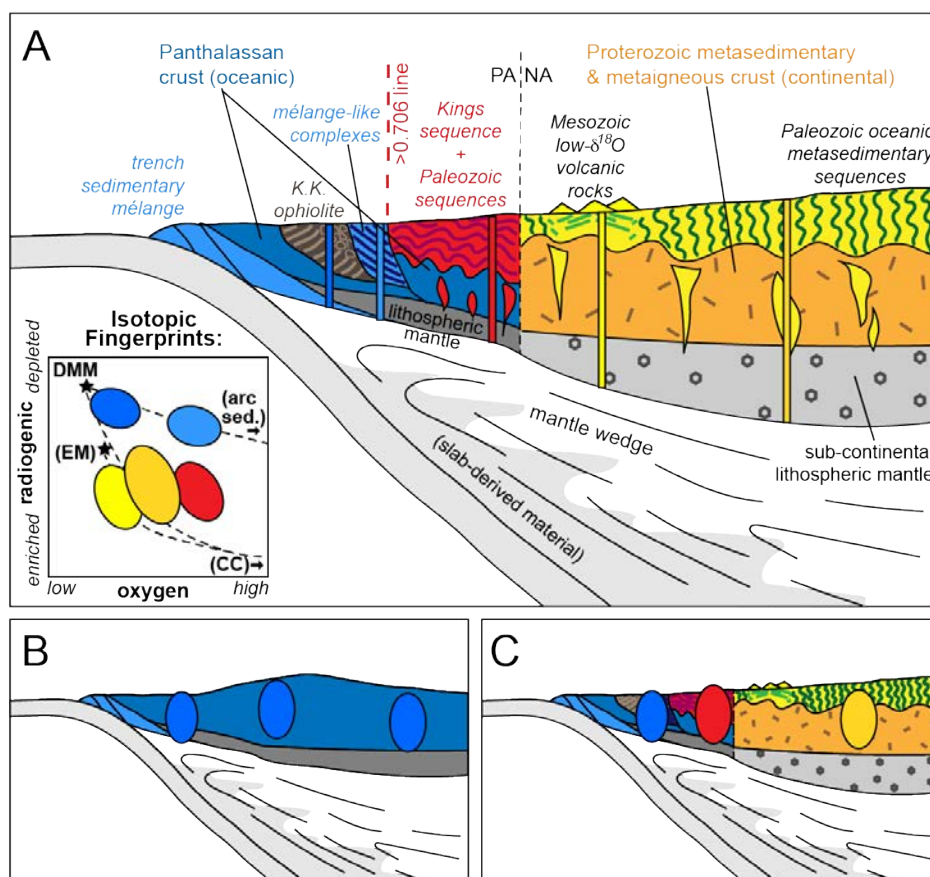 A
Panthalassan
crust (oceanic)
>0.706 line
PA
NA
Proterozoic metasedimentary
& metaigneous crust (continental)
mélange-like
complexes
Kings
sequence
+
Paleozoic
sequences
Mesozoic
low-δ18O
volcanic
rocks
Paleozoic oceanic
metasedimentary
sequences
trench
sedimentary
mélange
K.K.
ophiolite
lithospheric
mantle
mantle wedge
(slab-derived material)
sub-continental
lithospheric mantle
Isotopic
Fingerprints:
DMM
(arc
sed.)
(EM)
(CC)
enriched radiogenic depleted
low
oxygen
high
B
C